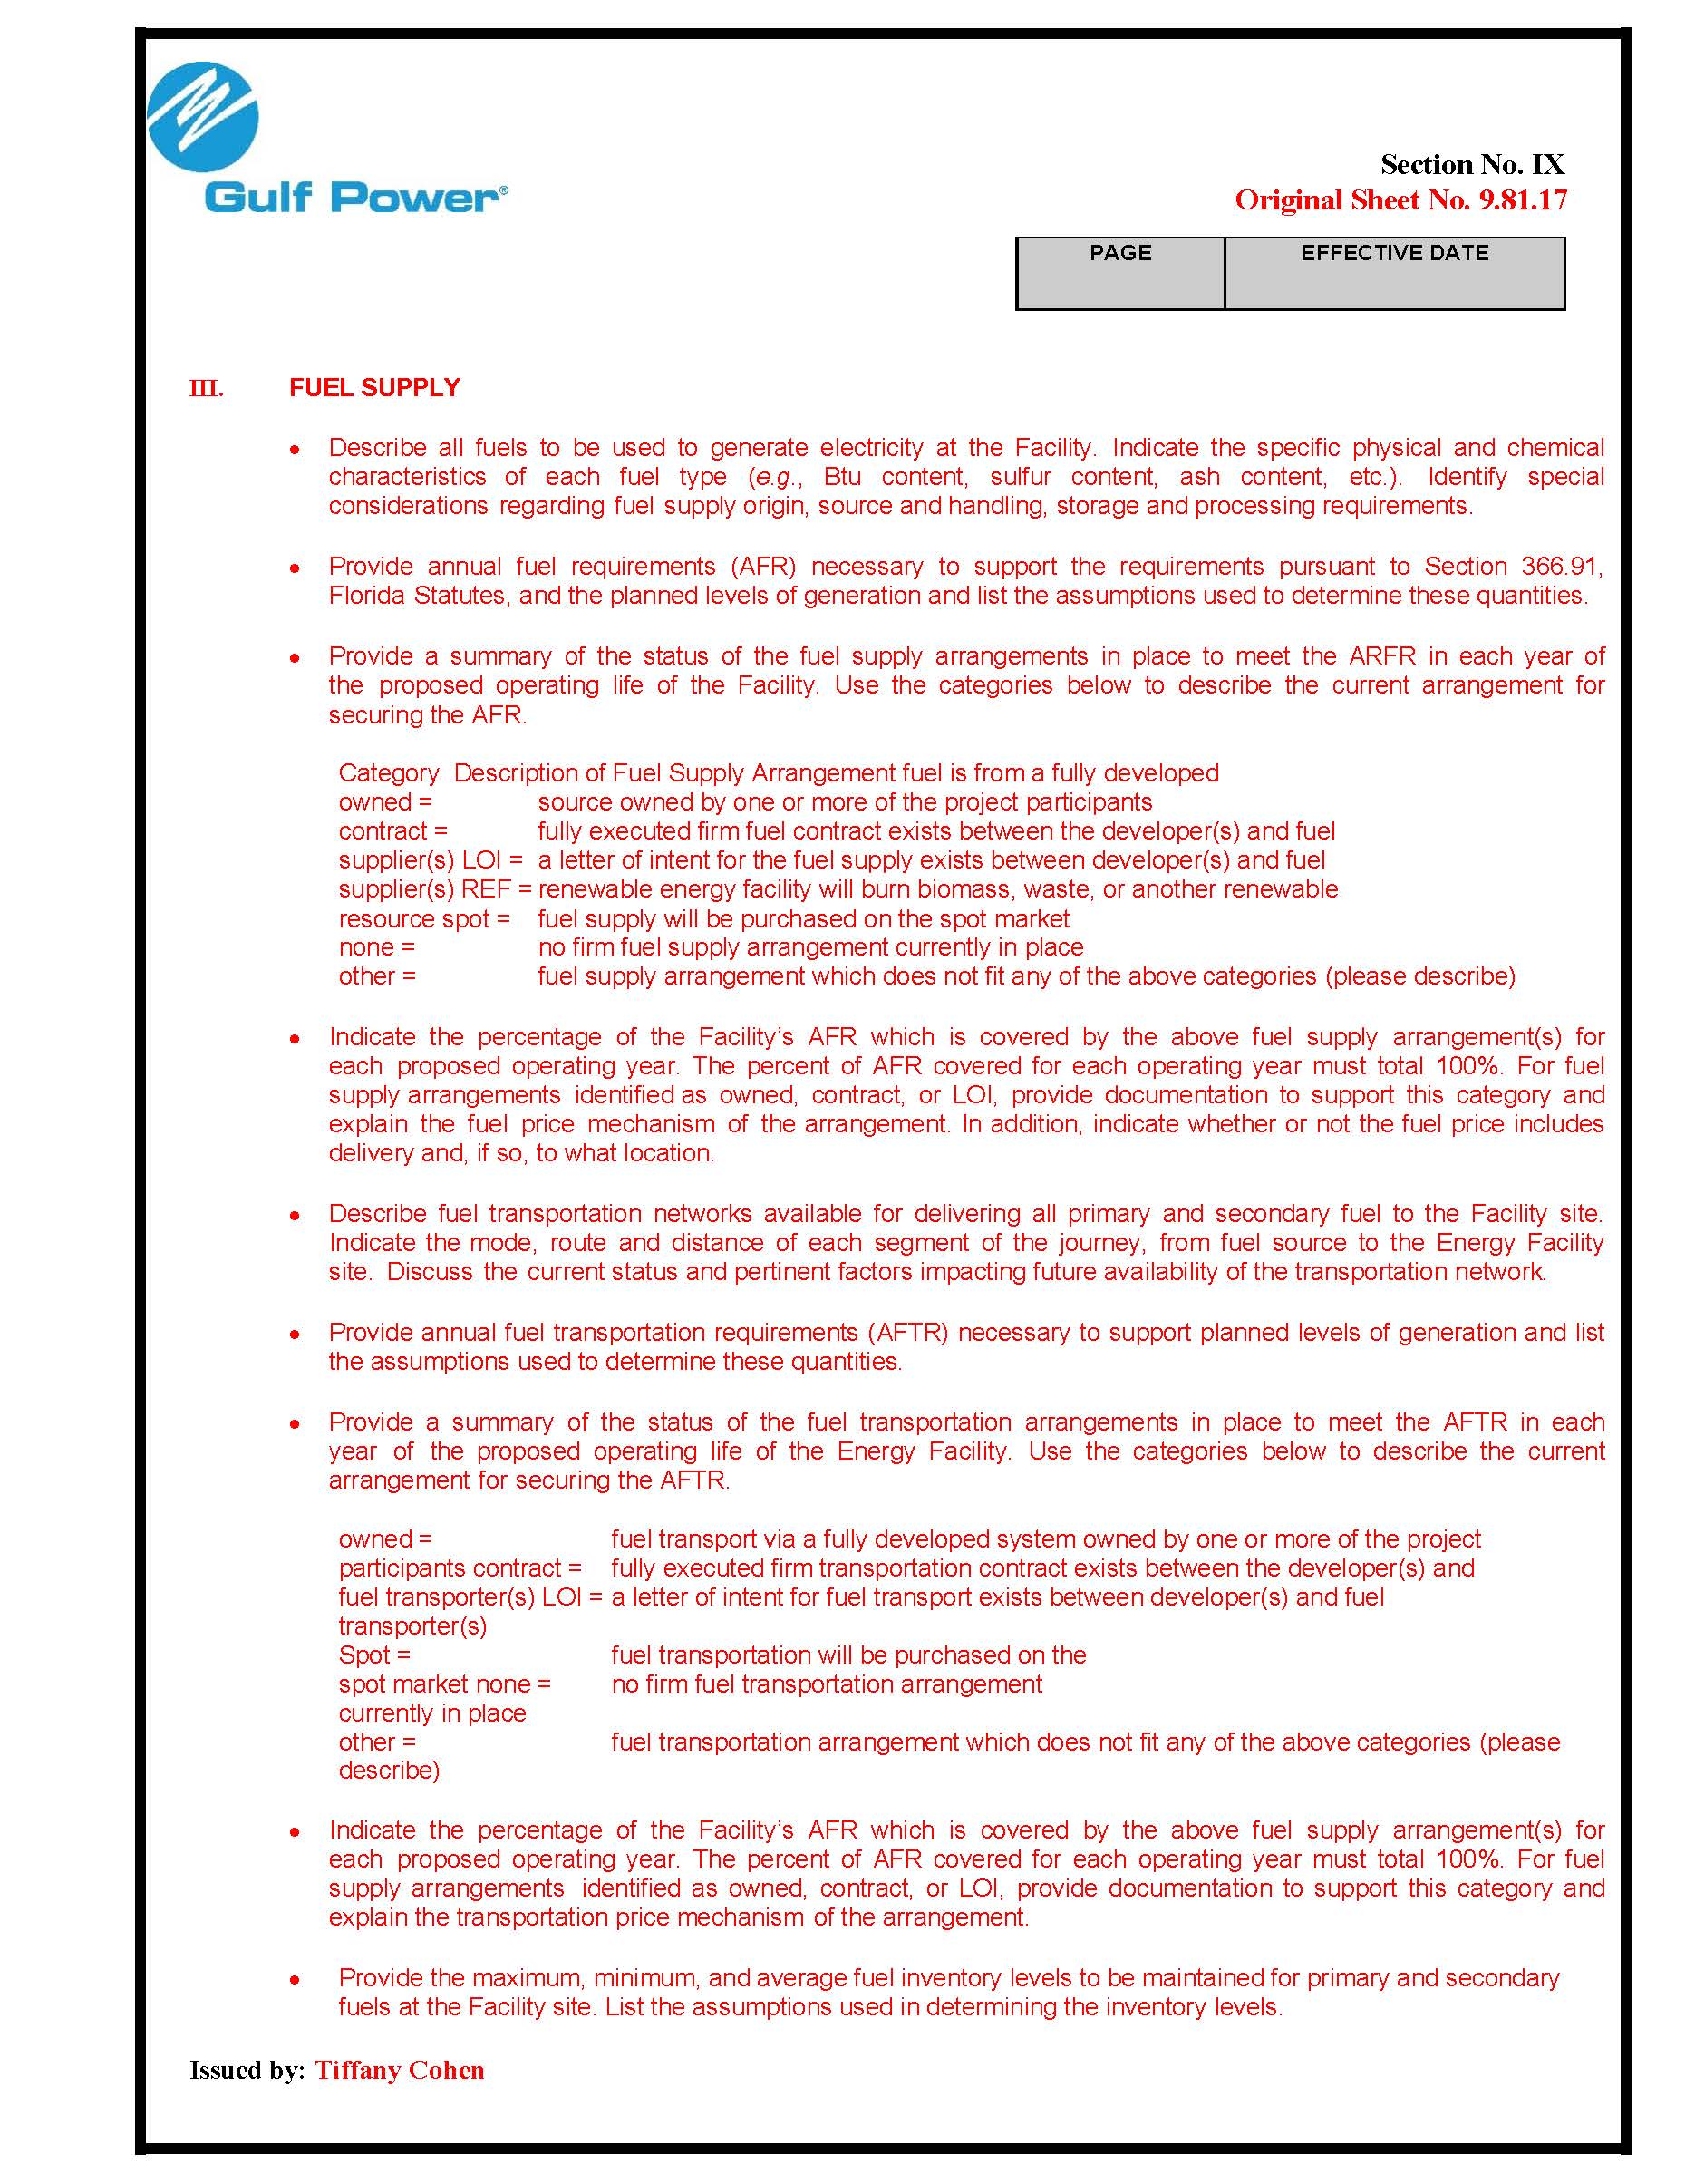 Gulf Power®
Section No. IX
Original Sheet No. 9.81.17
PAGE EFFECTIVE DATE
III. FUEL SUPPLY
• Describe all fuels to be used to generate electricity at the Facility. Indicate the specific physical and chemical
characteristics of each fuel type (e.g., Btu content, sulfur content, ash content, etc.). Identify special
considerations regarding fuel supply origin, source and handling, storage and processing requirements.
• Provide annual fuel requirements (AFR) necessary to support the requirements pursuant to Section 366.91,
Florida Statutes, and the planned levels of generation and list the assumptions used to determine these quantities.
• Provide a summary of the status of the fuel supply arrangements in place to meet the ARFR in each year of
the proposed operating life of the Facility. Use the categories below to describe the current arrangement for
securing the AFR.
Category Description of Fuel Supply Arrangement fuel is from a fully developed
owned = source owned by one or more of the project participants
contract = fully executed firm fuel contract exists between the developer(s) and fuel
supplier(s) LOI = a letter of intent for the fuel supply exists between developer(s) and fuel
supplier(s) REF = renewable energy facility will burn biomass, waste, or another renewable
resource spot = fuel supply will be purchased on the spot market
none = no firm fuel supply arrangement currently in place
other = fuel supply arrangement which does not fit any of the above categories (please describe)
• Indicate the percentage of the Facility's AFR which is covered by the above fuel supply arrangement(s) for
each proposed operating year. The percent of AFR covered for each operating year must total 100%. For fuel
supply arrangements identified as owned, contract, or LOI, provide documentation to support this category and
explain the fuel price mechanism of the arrangement. In addition, indicate whether or not the fuel price includes
delivery and, if so, to what location.
• Describe fuel transportation networks available for delivering all primary and secondary fuel to the Facility site.
Indicate the mode, route and distance of each segment of the journey, from fuel source to the Energy Facility
site. Discuss the current status and pertinent factors impacting future availability of the transportation network.
• Provide annual fuel transportation requirements (AFTR) necessary to support planned levels of generation and list
the assumptions used to determine these quantities.
• Provide a summary of the status of the fuel transportation arrangements in place to meet the AFTR in each
year of the proposed operating life of the Energy Facility. Use the categories below to describe the current
arrangement for securing the AFTR.
owned = fuel transport via a fully developed system owned by one or more of the project
participants contract = fully executed firm transportation contract exists between the developer(s) and
fuel transporter(s) LOI = a letter of intent for fuel transport exists between developer(s) and fuel
transporter(s)
Spot = fuel transportation will be purchased on the
spot market none = no firm fuel transportation arrangement
currently in place
other = fuel transportation arrangement which does not fit any of the above categories (please
describe)
• Indicate the percentage of the Facility's AFR which is covered by the above fuel supply arrangement(s) for
each proposed operating year. The percent of AFR covered for each operating year must total 100%. For fuel
supply arrangements identified as owned, contract, or LOI, provide documentation to support this category and
explain the transportation price mechanism of the arrangement.
• Provide the maximum, minimum, and average fuel inventory levels to be maintained for primary and secondary
fuels at the Facility site. List the assumptions used in determining the inventory levels.
Issued by: Tiffany Cohen